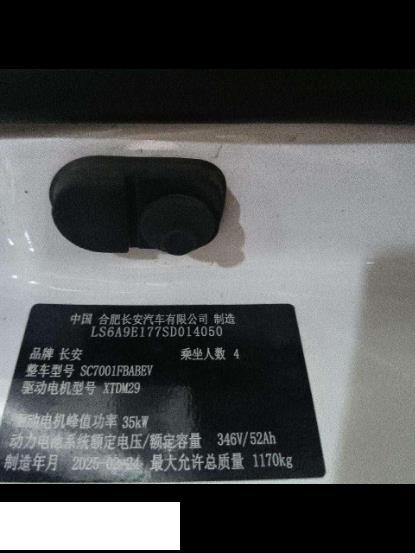 中国 合肥长安汽车有限公司 制造
LS6A9E177SD014050
品牌 长安 乘坐人数 4
整车型号 SC7001FBABEV
驱动电机型号 XTDM29
驱动电机峰值功率 35kW
动力电池系统额定电压/额定容量 346V/52Ah
制造年月 2025-02-24 最大允许总质量 1170kg